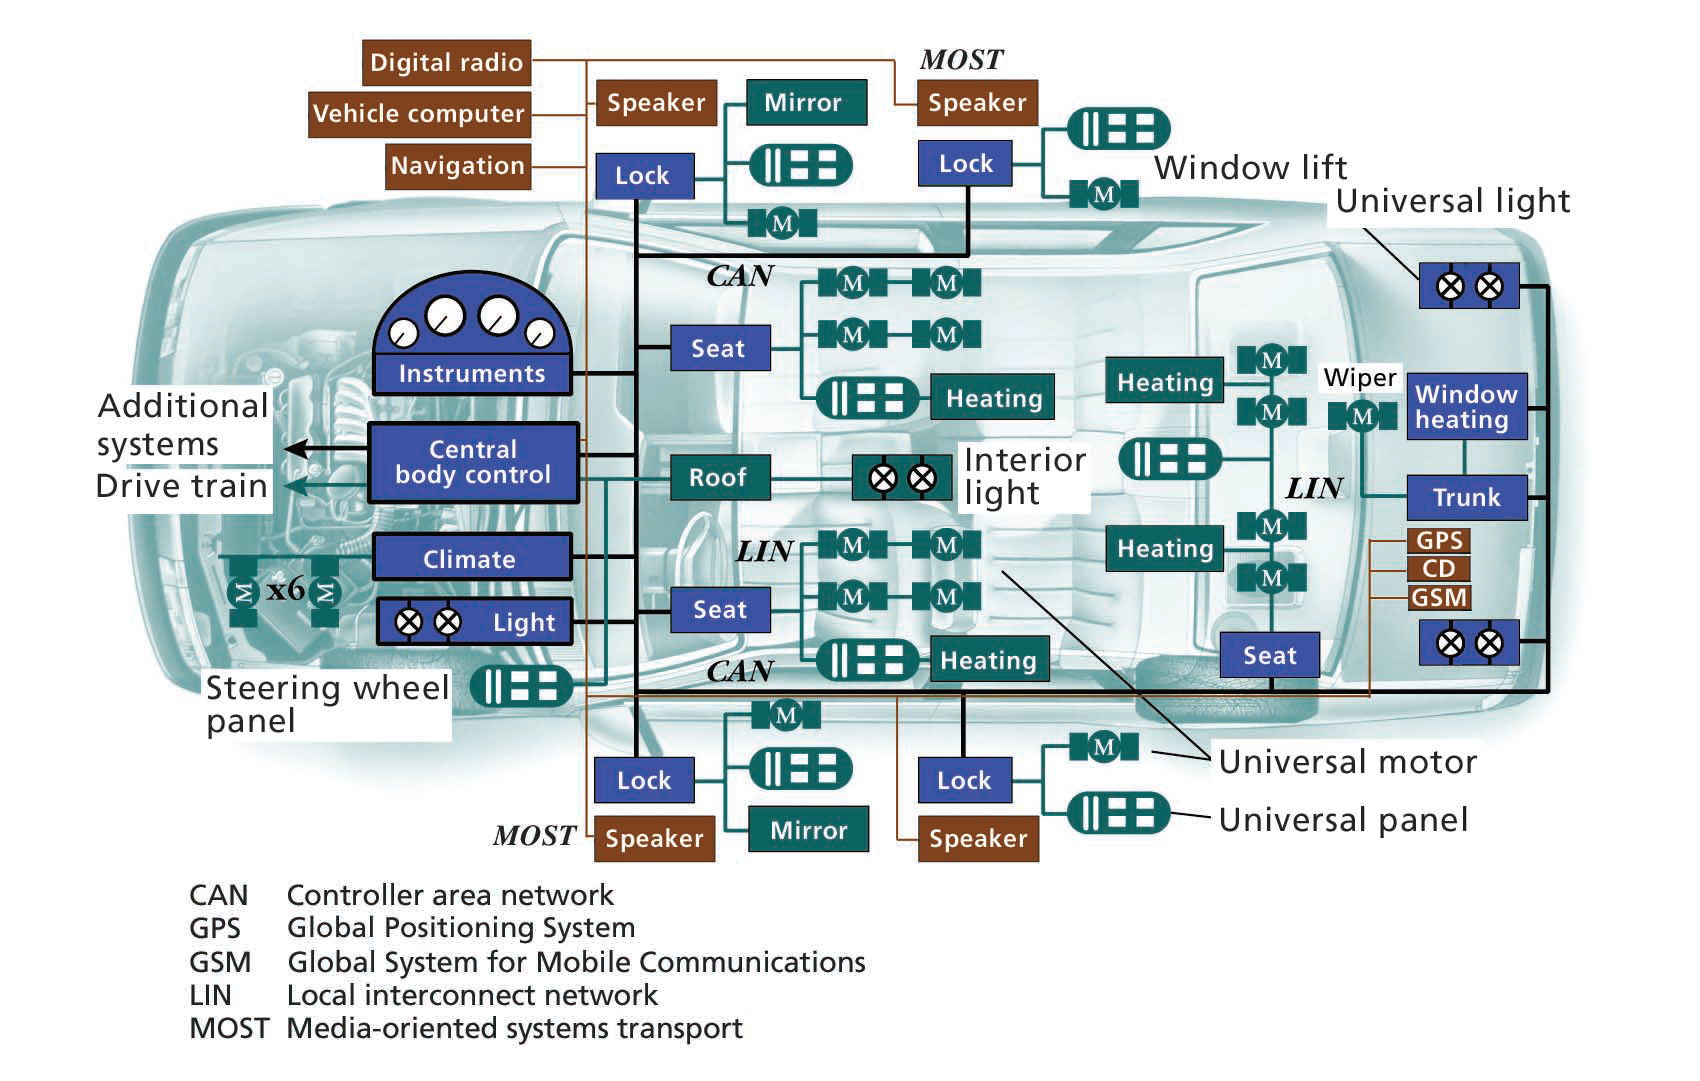 Digital radio
MOST
Vehicle computer
Speaker
Mirror
Speaker
Navigation
Lock
Lock
M
M
Window lift
Universal light
CAN
M
M
M
M
Seat
Instruments
Heating
Heating
M
M
Wiper
M
Window
heating
Additional
systems
Drive train
Central
body control
Roof
Interior
light
LIN
Trunk
LIN
M
M
M
M
Heating
M
M
GPS
CD
GSM
Climate
M
x6
M
Seat
Light
CAN
Heating
Seat
Steering wheel
panel
M
M
Universal motor
Lock
Lock
Universal panel
MOST
Speaker
Mirror
Speaker
CAN Controller area network
GPS Global Positioning System
GSM Global System for Mobile Communications
LIN Local interconnect network
MOST Media-oriented systems transport